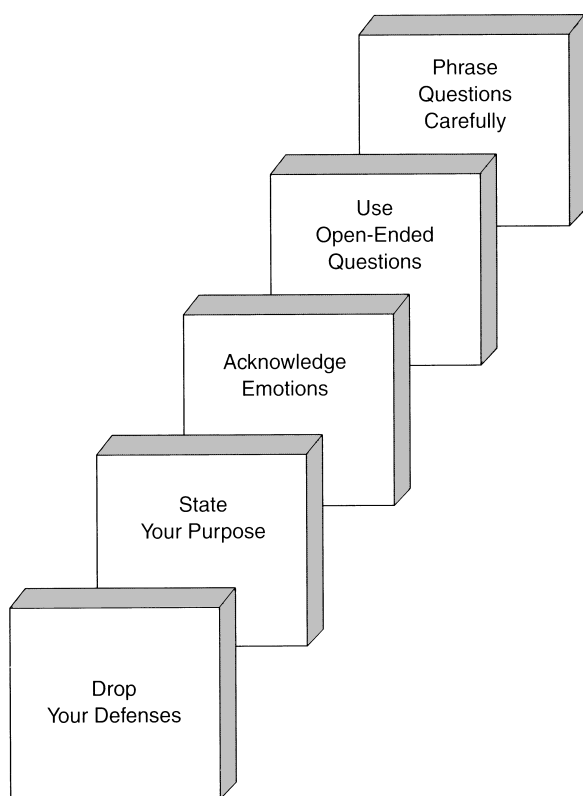 Phrase
Questions
Carefully
Use
Open-Ended
Questions
Acknowledge
Emotions
State
Your Purpose
Drop
Your Defenses